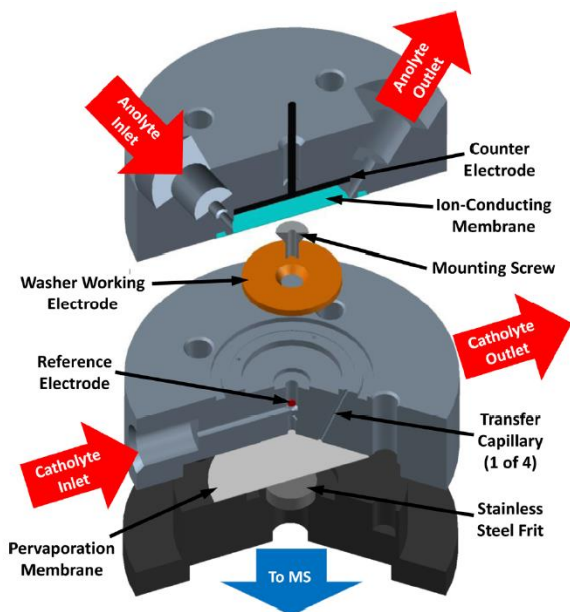 Anolyte
Inlet
Anolyte
Outlet
Counter
Electrode
Ion-Conducting
Membrane
Mounting Screw
Washer Working
Electrode
Catholyte
Outlet
Reference
Electrode
Transfer
Capillary
(1 of 4)
Catholyte
Inlet
Stainless
Steel Frit
Pervaporation
Membrane
To MS